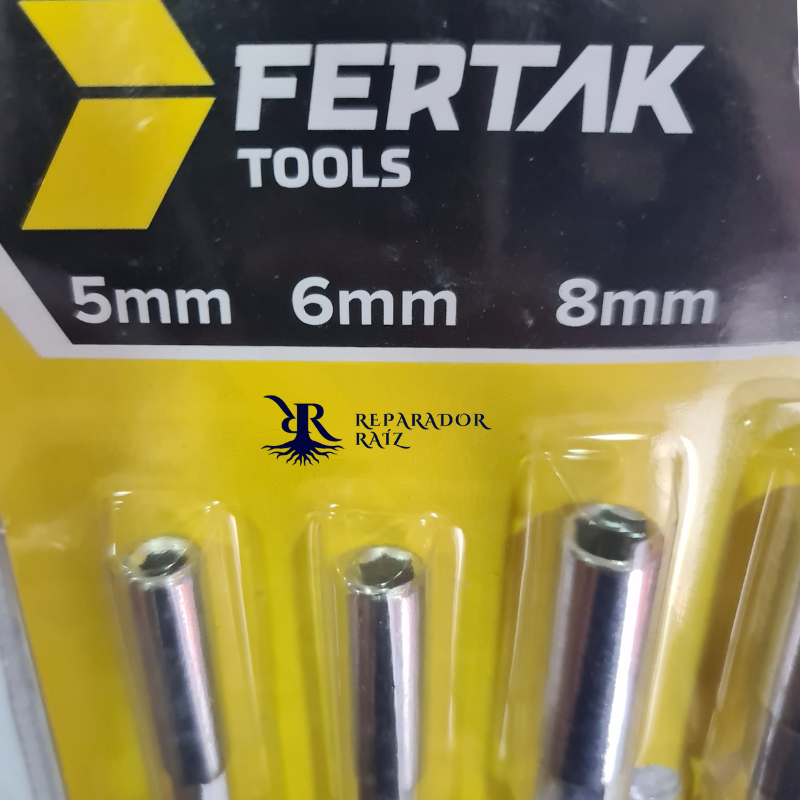 FERTAK
TOOLS
5mm 6mm 8mm
REPARADOR
RAÍZ